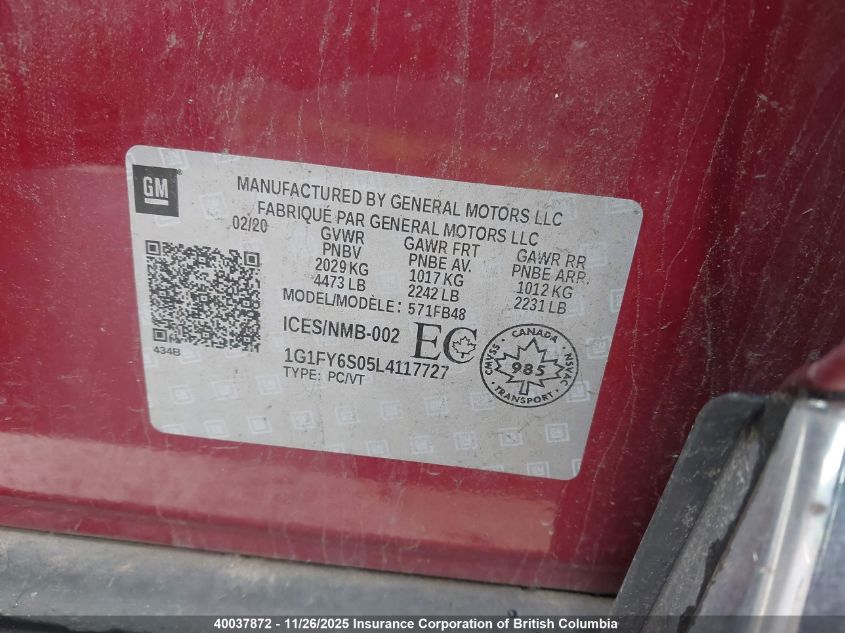 GM
MANUFACTURED BY GENERAL MOTORS LLC
FABRIQUÉ PAR GENERAL MOTORS LLC
02/20
GVWR GAWR FRT GAWR RR
PNBV PNBE AV. PNBE ARR.
2029 KG 1017 KG 1012 KG
4473 LB 2242 LB 2231 LB
MODEL/MODÈLE: 571FB48
434B
ICES/NMB-002 EC
1G1FY6S05L4117727
TYPE: PC/VT
CANADA
CMVSS 985 NSVAC
TRANSPORT
40037872 - 11/26/2025 Insurance Corporation of British Columbia